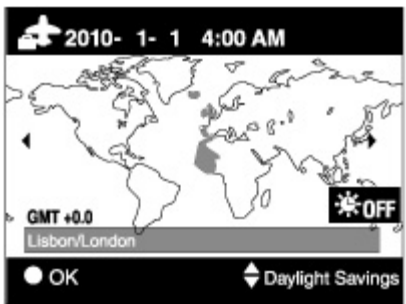 2010- 1- 1 4:00 AM
OFF
GMT +0.0
Lisbon/London
OK Daylight Savings